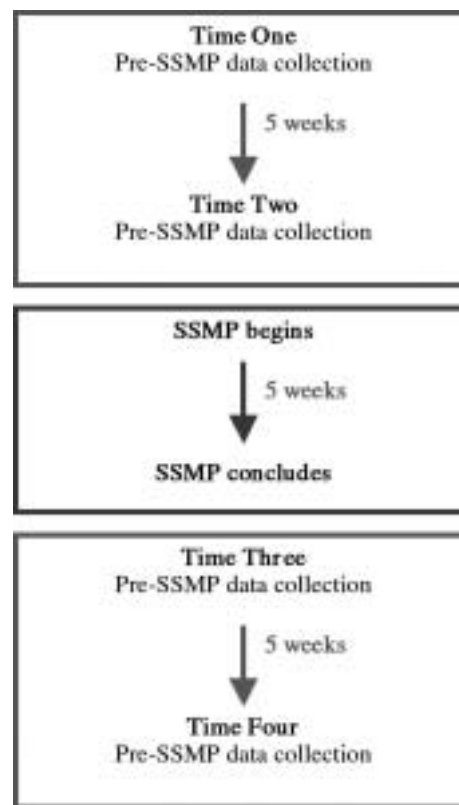 Time One
Pre-SSMP data collection
5 weeks
Time Two
Pre-SSMP data collection
SSMP begins
5 weeks
SSMP concludes
Time Three
Pre-SSMP data collection
5 weeks
Time Four
Pre-SSMP data collection